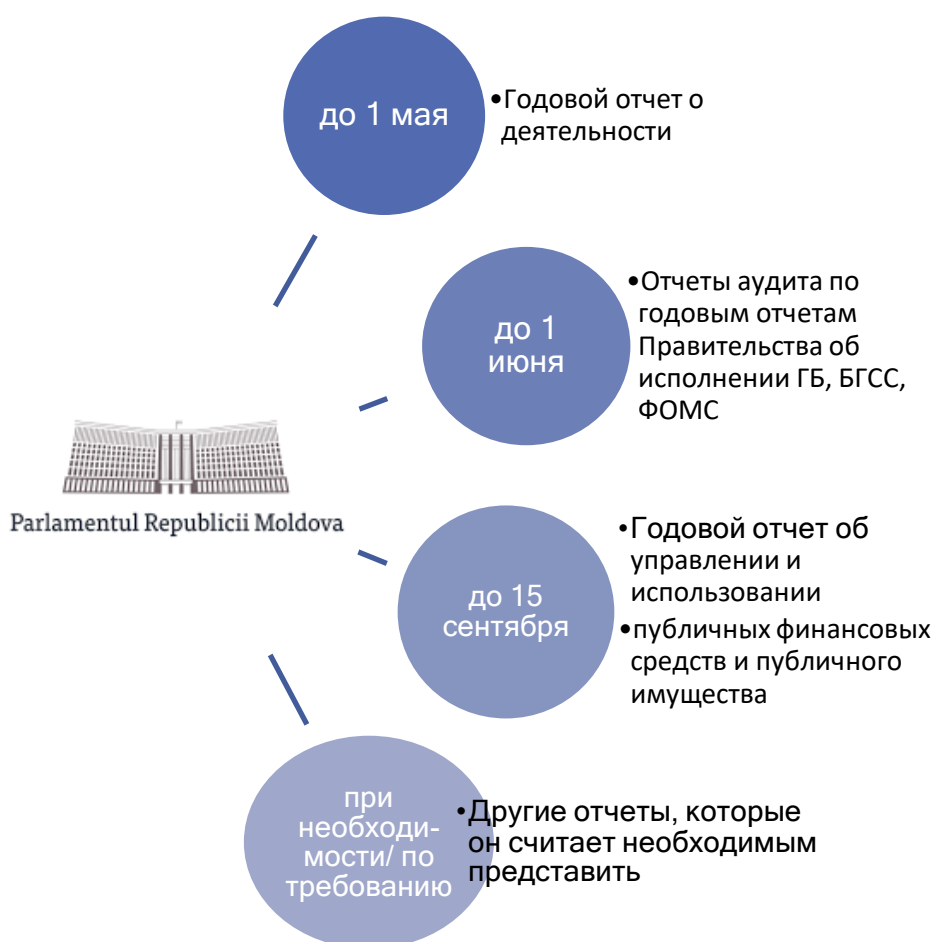 до 1 мая
•Годовой отчет о
деятельности
до 1
июня
•Отчеты аудита по
годовым отчетам
Правительства об
исполнении ГБ, БГСС,
ФОМС
Parlamentul Republicii Moldova
до 15
сентября
•Годовой отчет об
управлении и
использовании
•публичных финансовых
средств и публичного
имущества
при
необходи-
мости/ по
требованию
•Другие отчеты, которые
он считает необходимым
представить